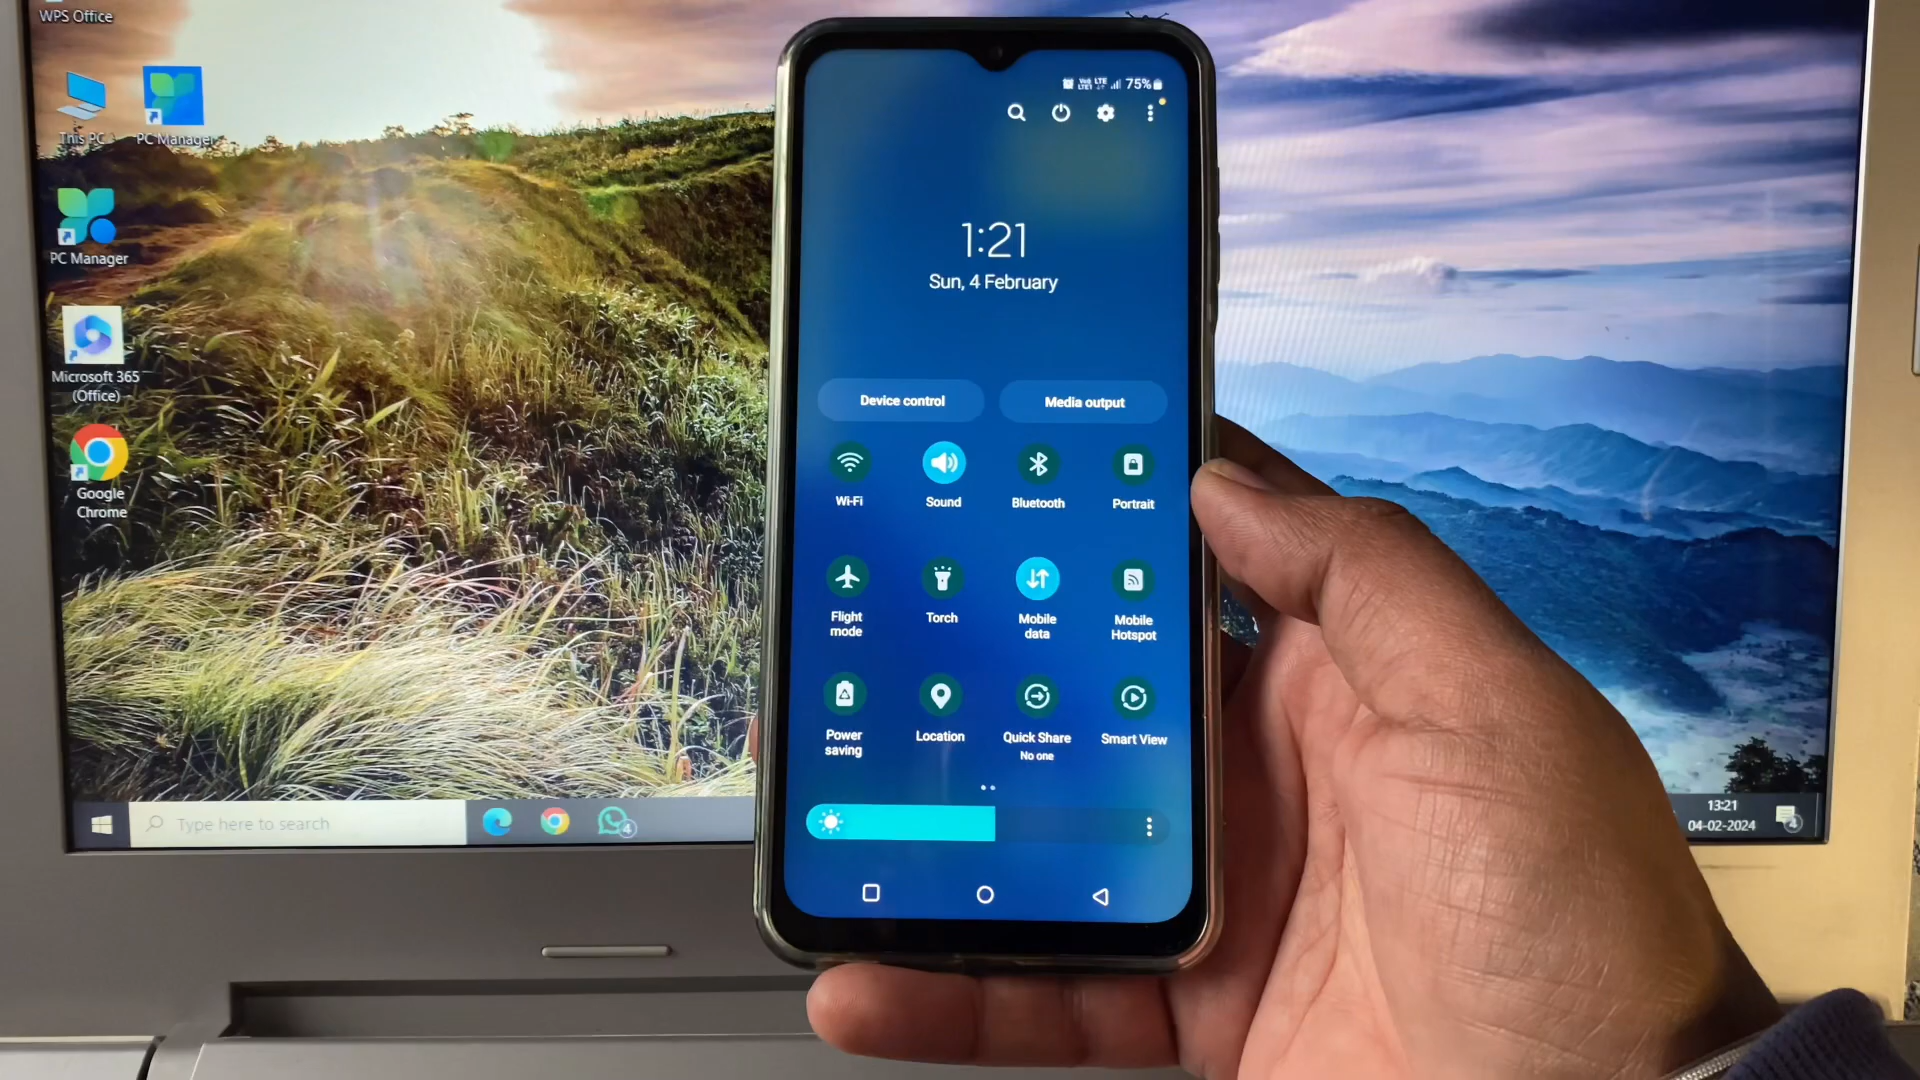 WPS Office
This PC
PC Manager
PC Manager
Microsoft 365
(Office)
Google
Chrome
Type here to search
4
75%
1:21
Sun, 4 February
Device control
Media output
Wi-Fi
Sound
Bluetooth
Portrait
Flight
mode
Torch
Mobile
data
Mobile
Hotspot
Power
saving
Location
Quick Share
No one
Smart View
13:21
04-02-2024
4